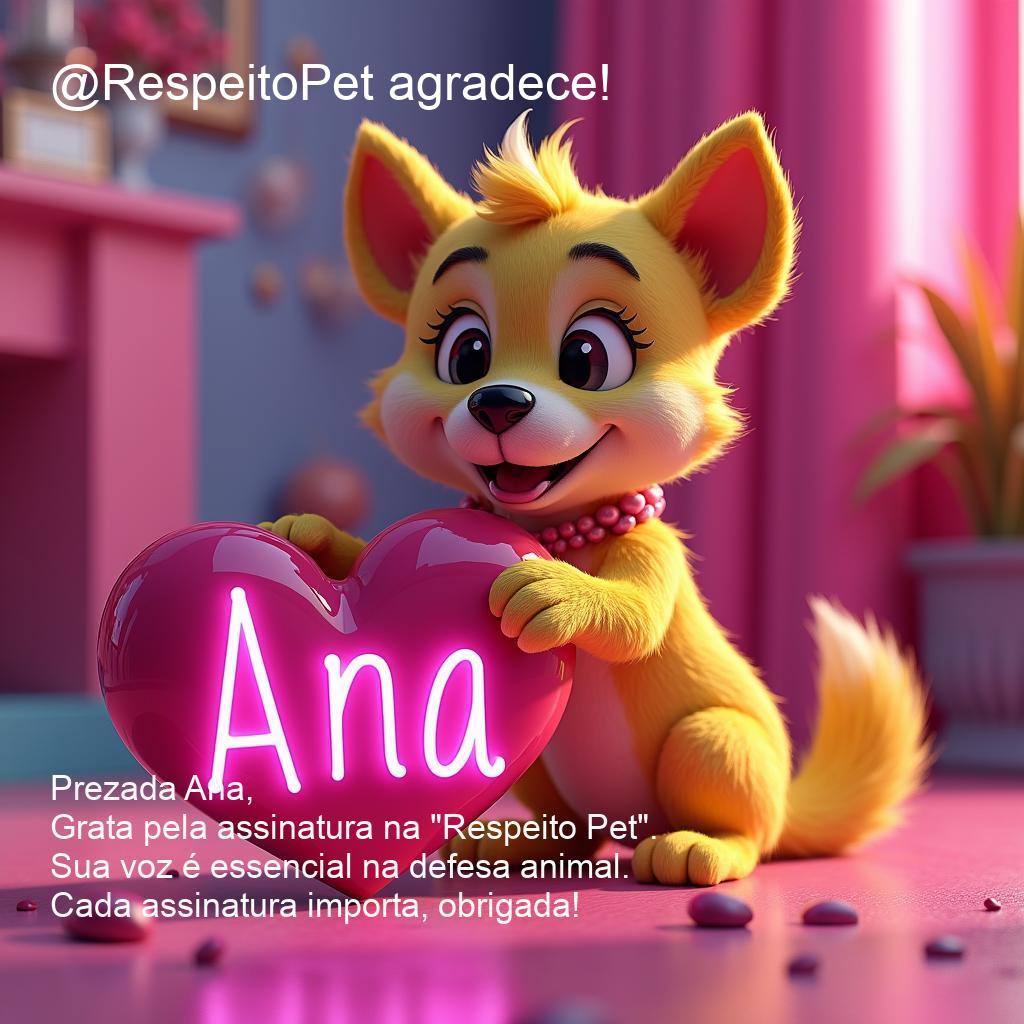 @RespeitoPet agradece!
Ana
Prezada Ana,
Grata pela assinatura na "Respeito Pet".
Sua voz é essencial na defesa animal.
Cada assinatura importa, obrigada!